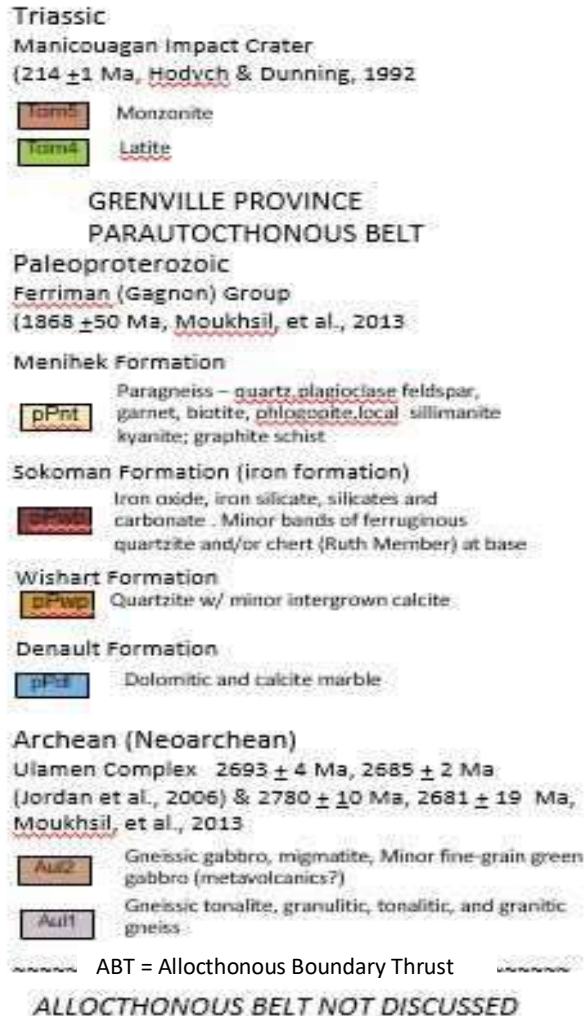 Triassic
Manicouagan Impact Crater
(214 ±1 Ma, Hodych & Dunning, 1992
Tom5 Monzonite
Tom4 Latite
GRENVILLE PROVINCE
PARAUTOCTHONOUS BELT
Paleoproterozoic
Ferriman (Gagnon) Group
(1868 ±50 Ma, Moukhsil, et al., 2013
Menihek Formation
Paragneiss – quartz,plagioclase feldspar,
pPnt garnet, biotite, phlogopite,local sillimanite
kyanite; graphite schist
Sokoman Formation (iron formation)
Iron oxide, iron silicate, silicates and
carbonate . Minor bands of ferruginous
quartzite and/or chert (Ruth Member) at base
Wishart Formation
pPwp Quartzite w/ minor intergrown calcite
Denault Formation
pPdl Dolomitic and calcite marble
Archean (Neoarchean)
Ulamen Complex 2693 ± 4 Ma, 2685 ± 2 Ma
(Jordan et al., 2006) & 2780 ± 10 Ma, 2681 ± 19 Ma,
Moukhsil, et al., 2013
Aul2 Gneissic gabbro, migmatite, Minor fine-grain green
gabbro (metavolcanics?)
Aul1 Gneissic tonalite, granulitic, tonalitic, and granitic
gneiss
~~~~~ ABT = Allocthonous Boundary Thrust ~~~~~~
ALLOCTHONOUS BELT NOT DISCUSSED